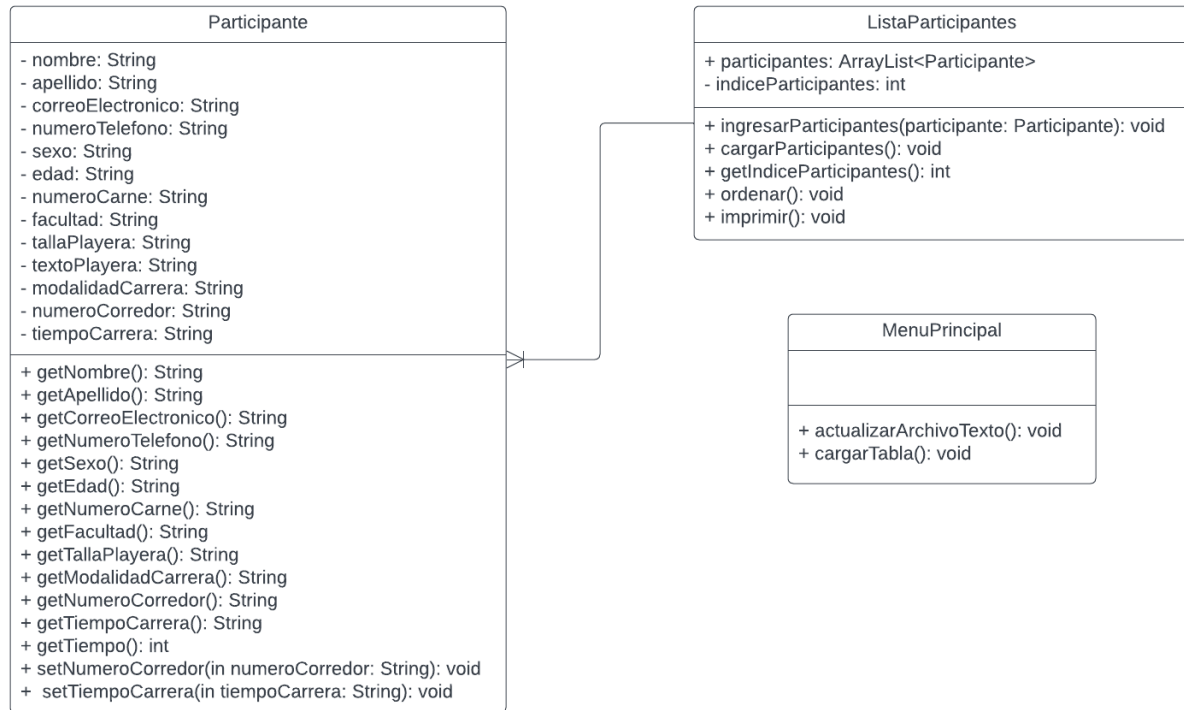 Participante
- nombre: String
- apellido: String
- correoElectronico: String
- numeroTelefono: String
- sexo: String
- edad: String
- numeroCarne: String
- facultad: String
- tallaPlayera: String
- textoPlayera: String
- modalidadCarrera: String
- numeroCorredor: String
- tiempoCarrera: String
+ getNombre(): String
+ getApellido(): String
+ getCorreoElectronico(): String
+ getNumeroTelefono(): String
+ getSexo(): String
+ getEdad(): String
+ getNumeroCarne(): String
+ getFacultad(): String
+ getTallaPlayera(): String
+ getModalidadCarrera(): String
+ getNumeroCorredor(): String
+ getTiempoCarrera(): String
+ getTiempo(): int
+ setNumeroCorredor(in numeroCorredor: String): void
+ setTiempoCarrera(in tiempoCarrera: String): void
ListaParticipantes
+ participantes: ArrayList<Participante>
- indiceParticipantes: int
+ ingresarParticipantes(participante: Participante): void
+ cargarParticipantes(): void
+ getIndiceParticipantes(): int
+ ordenar(): void
+ imprimir(): void
MenuPrincipal
+ actualizarArchivoTexto(): void
+ cargarTabla(): void